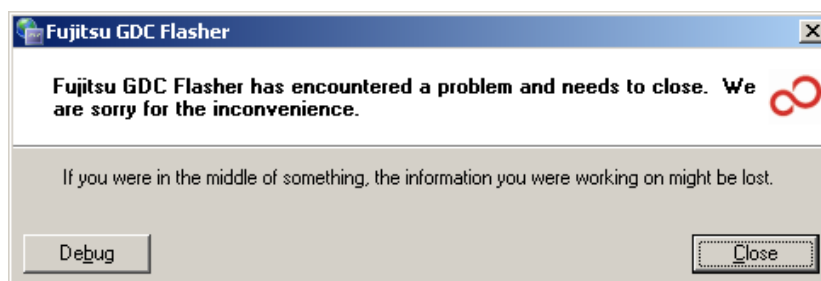 Fujitsu GDC Flasher
Fujitsu GDC Flasher has encountered a problem and needs to close. We
are sorry for the inconvenience.
If you were in the middle of something, the information you were working on might be lost.
Debug
Close